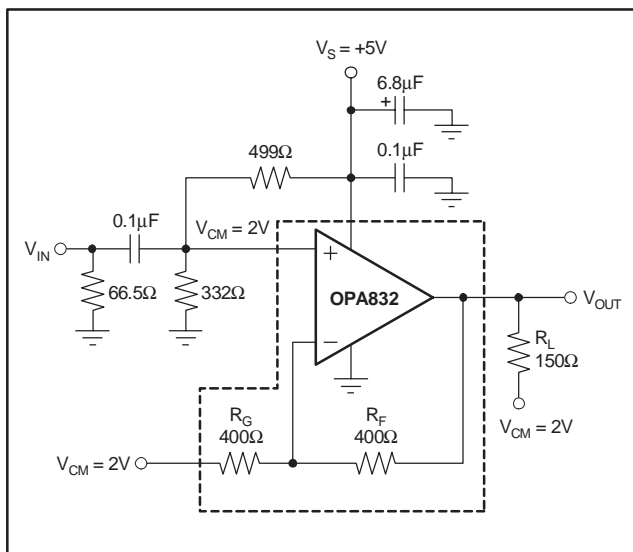 V_S = +5V
6.8μF
+
499Ω
0.1μF
0.1μF
V_CM = 2V
V_IN
+
66.5Ω
332Ω
OPA832
V_OUT
−
R_L
150Ω
R_G
400Ω
R_F
400Ω
V_CM = 2V
V_CM = 2V